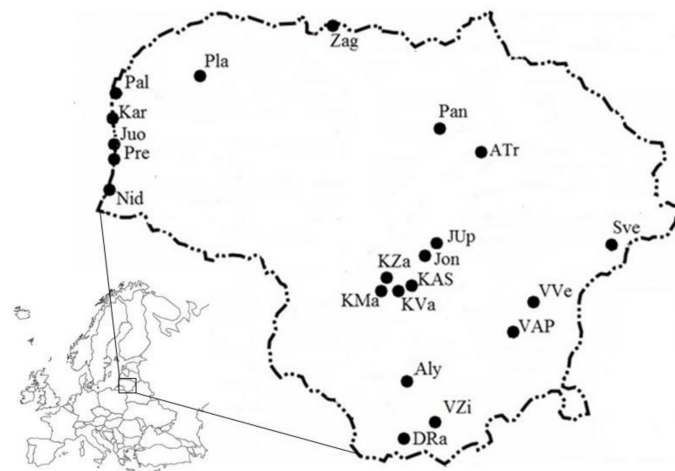 Zag
Pla
Pal
Kar
Juo
Pre
Nid
Pan
ATr
JUp
Sve
Jon
KZa
KAS
KMa
KVa
VVe
VAP
Aly
VZi
DRa